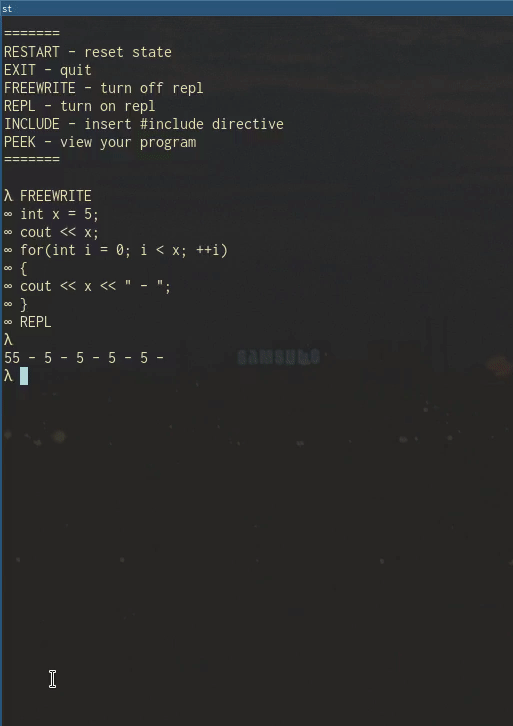 st
=======
RESTART - reset state
EXIT - quit
FREEWRITE - turn off repl
REPL - turn on repl
INCLUDE - insert #include directive
PEEK - view your program
=======
λ FREEWRITE
∞ int x = 5;
∞ cout << x;
∞ for(int i = 0; i < x; ++i)
∞ {
∞ cout << x << " - ";
∞ }
∞ REPL
λ
55 - 5 - 5 - 5 - 5 -
SAMSUNG
λ